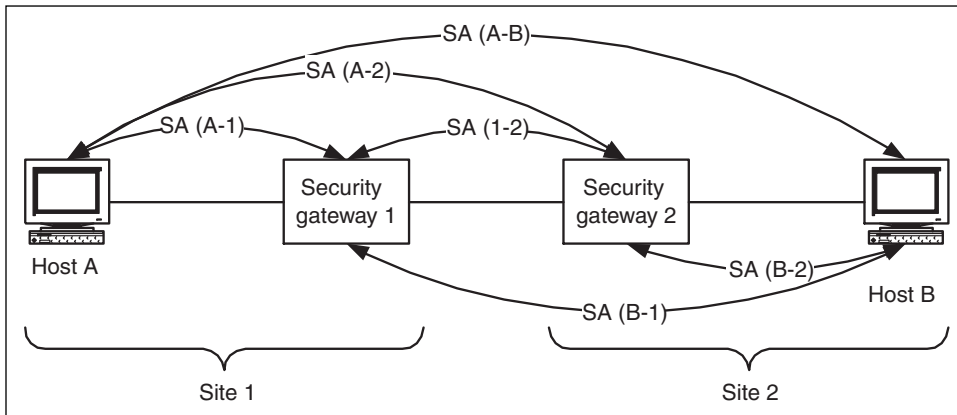 SA (A-B)
SA (A-2)
SA (A-1)
SA (1-2)
Security
gateway 1
Security
gateway 2
Host A
SA (B-2)
Host B
SA (B-1)
Site 1
Site 2